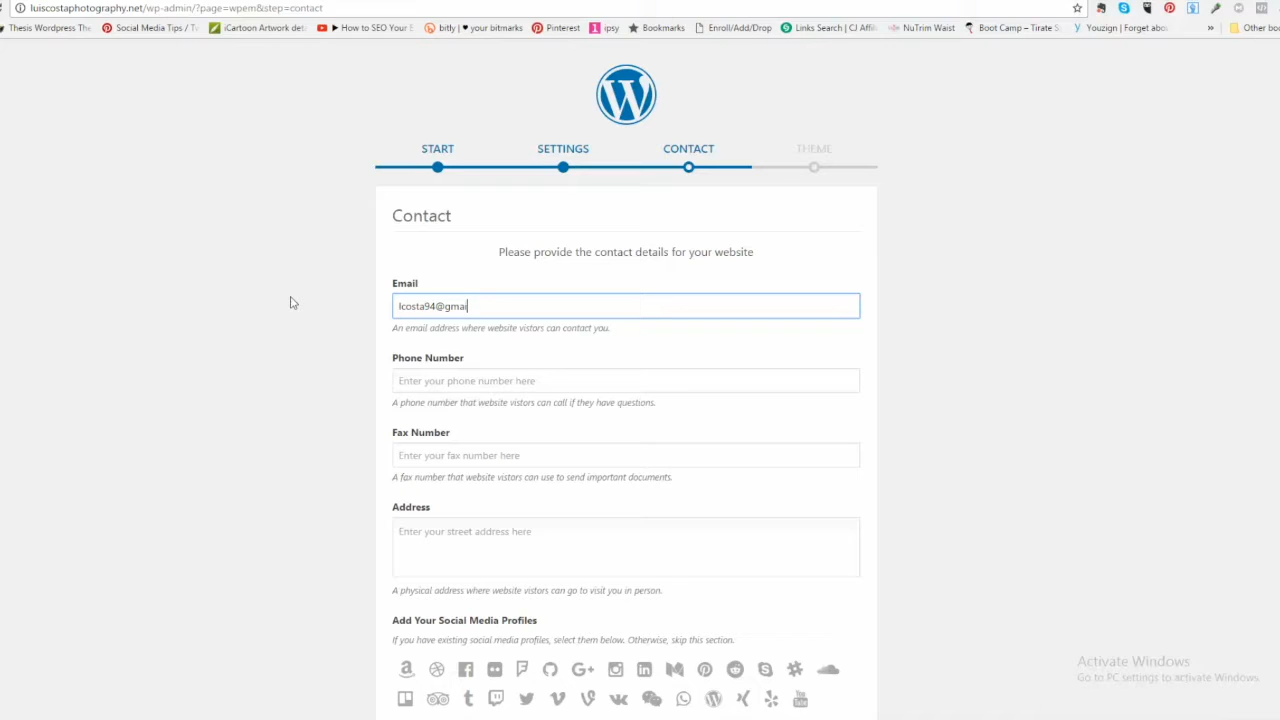 luiscostaphotography.net/wp-admin/?page=wpem&step=contact
Thesis Wordpress The
Social Media Tips / Tw
iCartoon Artwork deta
► How to SEO Your E
bitly | ♥ your bitmarks
Pinterest
ipsy
Bookmarks
Enroll/Add/Drop
Links Search | CJ Affili
NuTrim Waist
Boot Camp – Tirate S
Youzign | Forget abou
»
Other boo
START
SETTINGS
CONTACT
THEME
Contact
Please provide the contact details for your website
Email
lcosta94@gmai
An email address where website vistors can contact you.
Phone Number
Enter your phone number here
A phone number that website vistors can call if they have questions.
Fax Number
Enter your fax number here
A fax number that website vistors can use to send important documents.
Address
Enter your street address here
A physical address where website vistors can go to visit you in person.
Add Your Social Media Profiles
If you have existing social media profiles, select them below. Otherwise, skip this section.
Activate Windows
Go to PC settings to activate Windows.